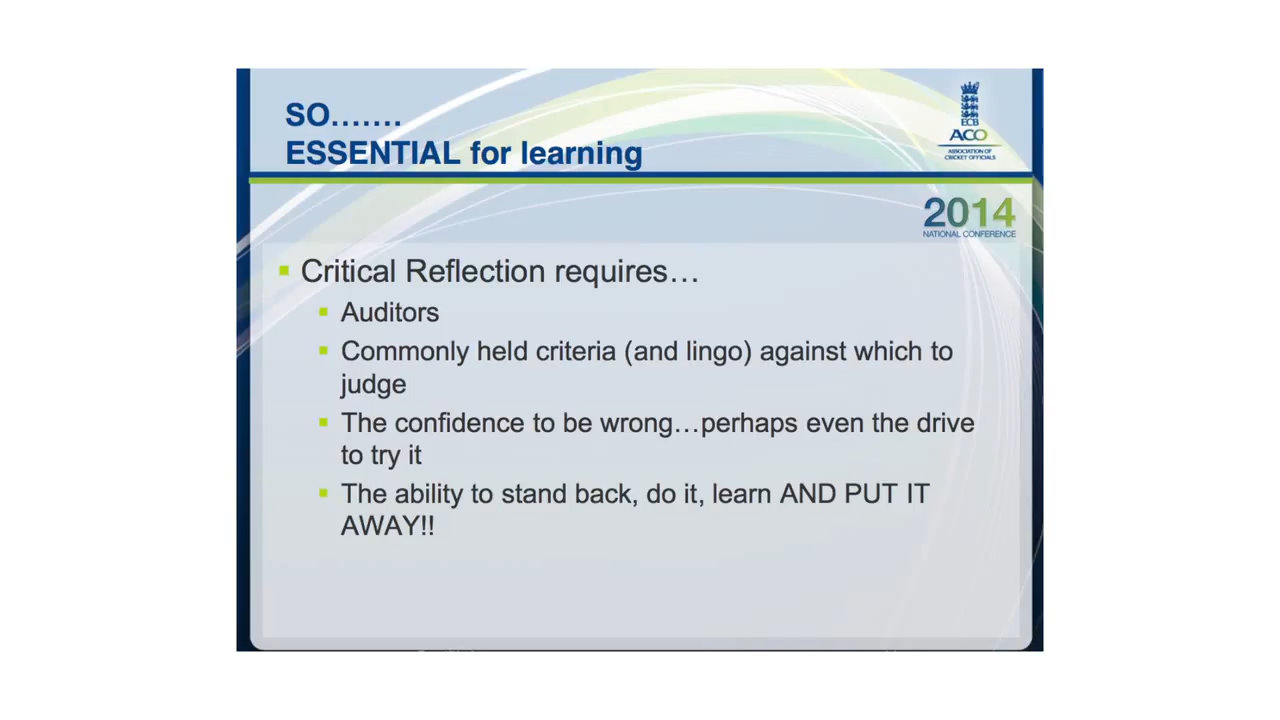 SO.......
ESSENTIAL for learning
ECB
ACO
ASSOCIATION OF
CRICKET OFFICIALS
2014
NATIONAL CONFERENCE
Critical Reflection requires…
Auditors
Commonly held criteria (and lingo) against which to
judge
The confidence to be wrong…perhaps even the drive
to try it
The ability to stand back, do it, learn AND PUT IT
AWAY!!